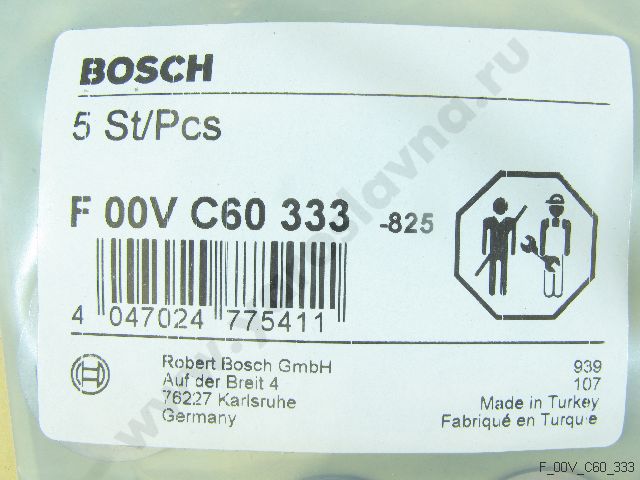 BOSCH
5 St/Pcs
F 00V C60 333 -825
4 047024 775411
Robert Bosch GmbH
Auf der Breit 4
76227 Karlsruhe
Germany
939
107
Made in Turkey
Fabriqué en Turquie
F_00V_C60_333